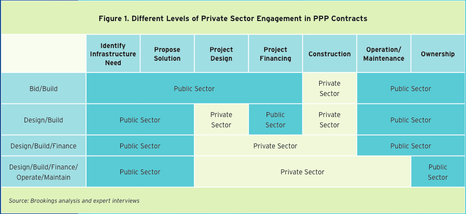 Figure 1. Different Levels of Private Sector Engagement in PPP Contracts
Identify
Infrastructure
Need
Propose
Solution
Project
Design
Project
Financing
Construction
Operation/
Maintenance
Ownership
Bid/Build
Public Sector
Private
Sector
Public Sector
Design/Build
Public Sector
Private
Sector
Public
Sector
Private
Sector
Public Sector
Design/Build/Finance
Public Sector
Private Sector
Public Sector
Design/Build/Finance/
Operate/Maintain
Public Sector
Private Sector
Public
Sector
Source: Brookings analysis and expert interviews